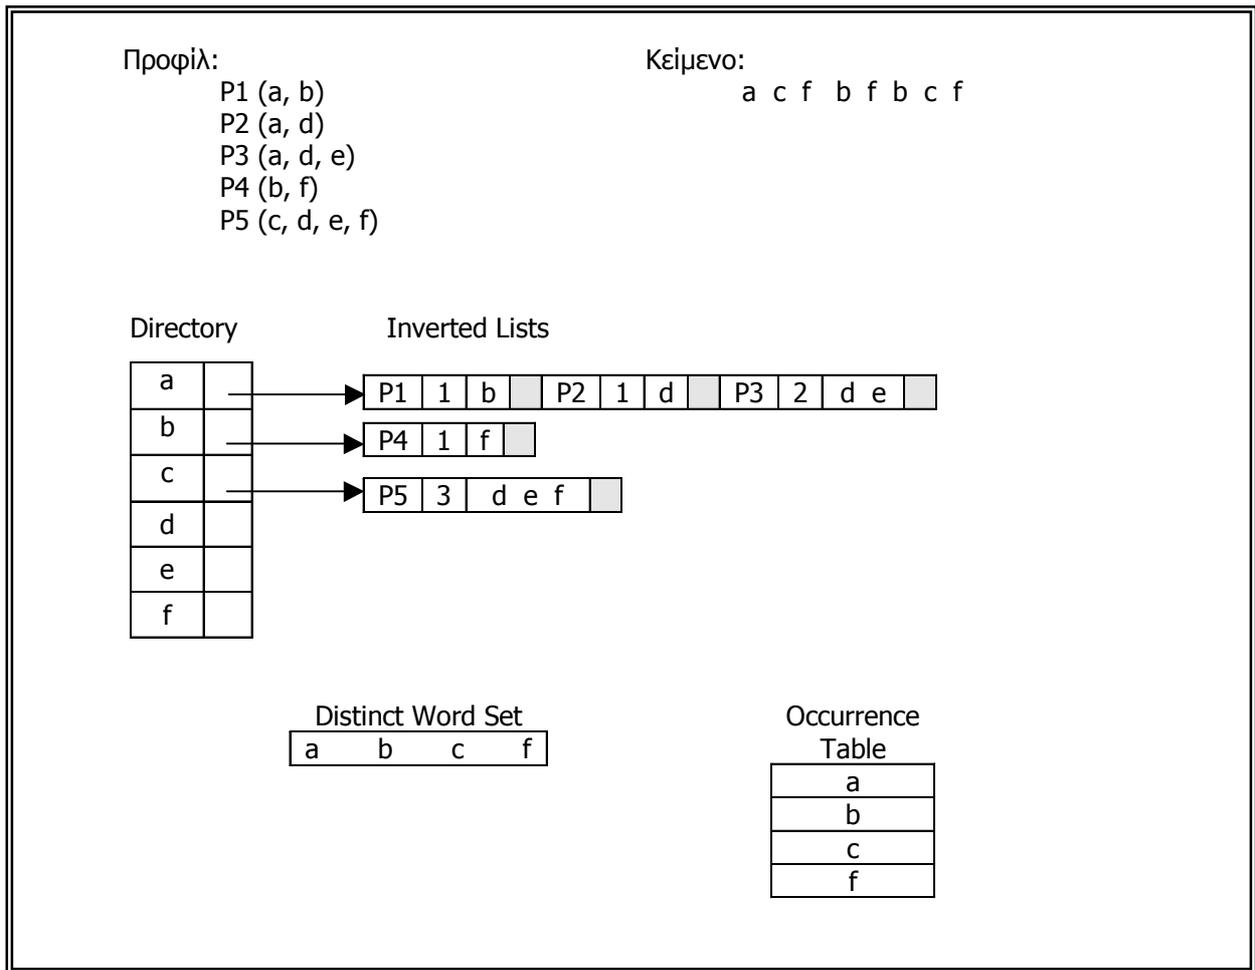 Προφίλ:
P1 (a, b)
P2 (a, d)
P3 (a, d, e)
P4 (b, f)
P5 (c, d, e, f)
Κείμενο:
a c f b f b c f
Directory
Inverted Lists
a
P1 1 b P2 1 d P3 2 d e
b
P4 1 f
c
P5 3 d e f
d
e
f
Distinct Word Set
a b c f
Occurrence
Table
a
b
c
f